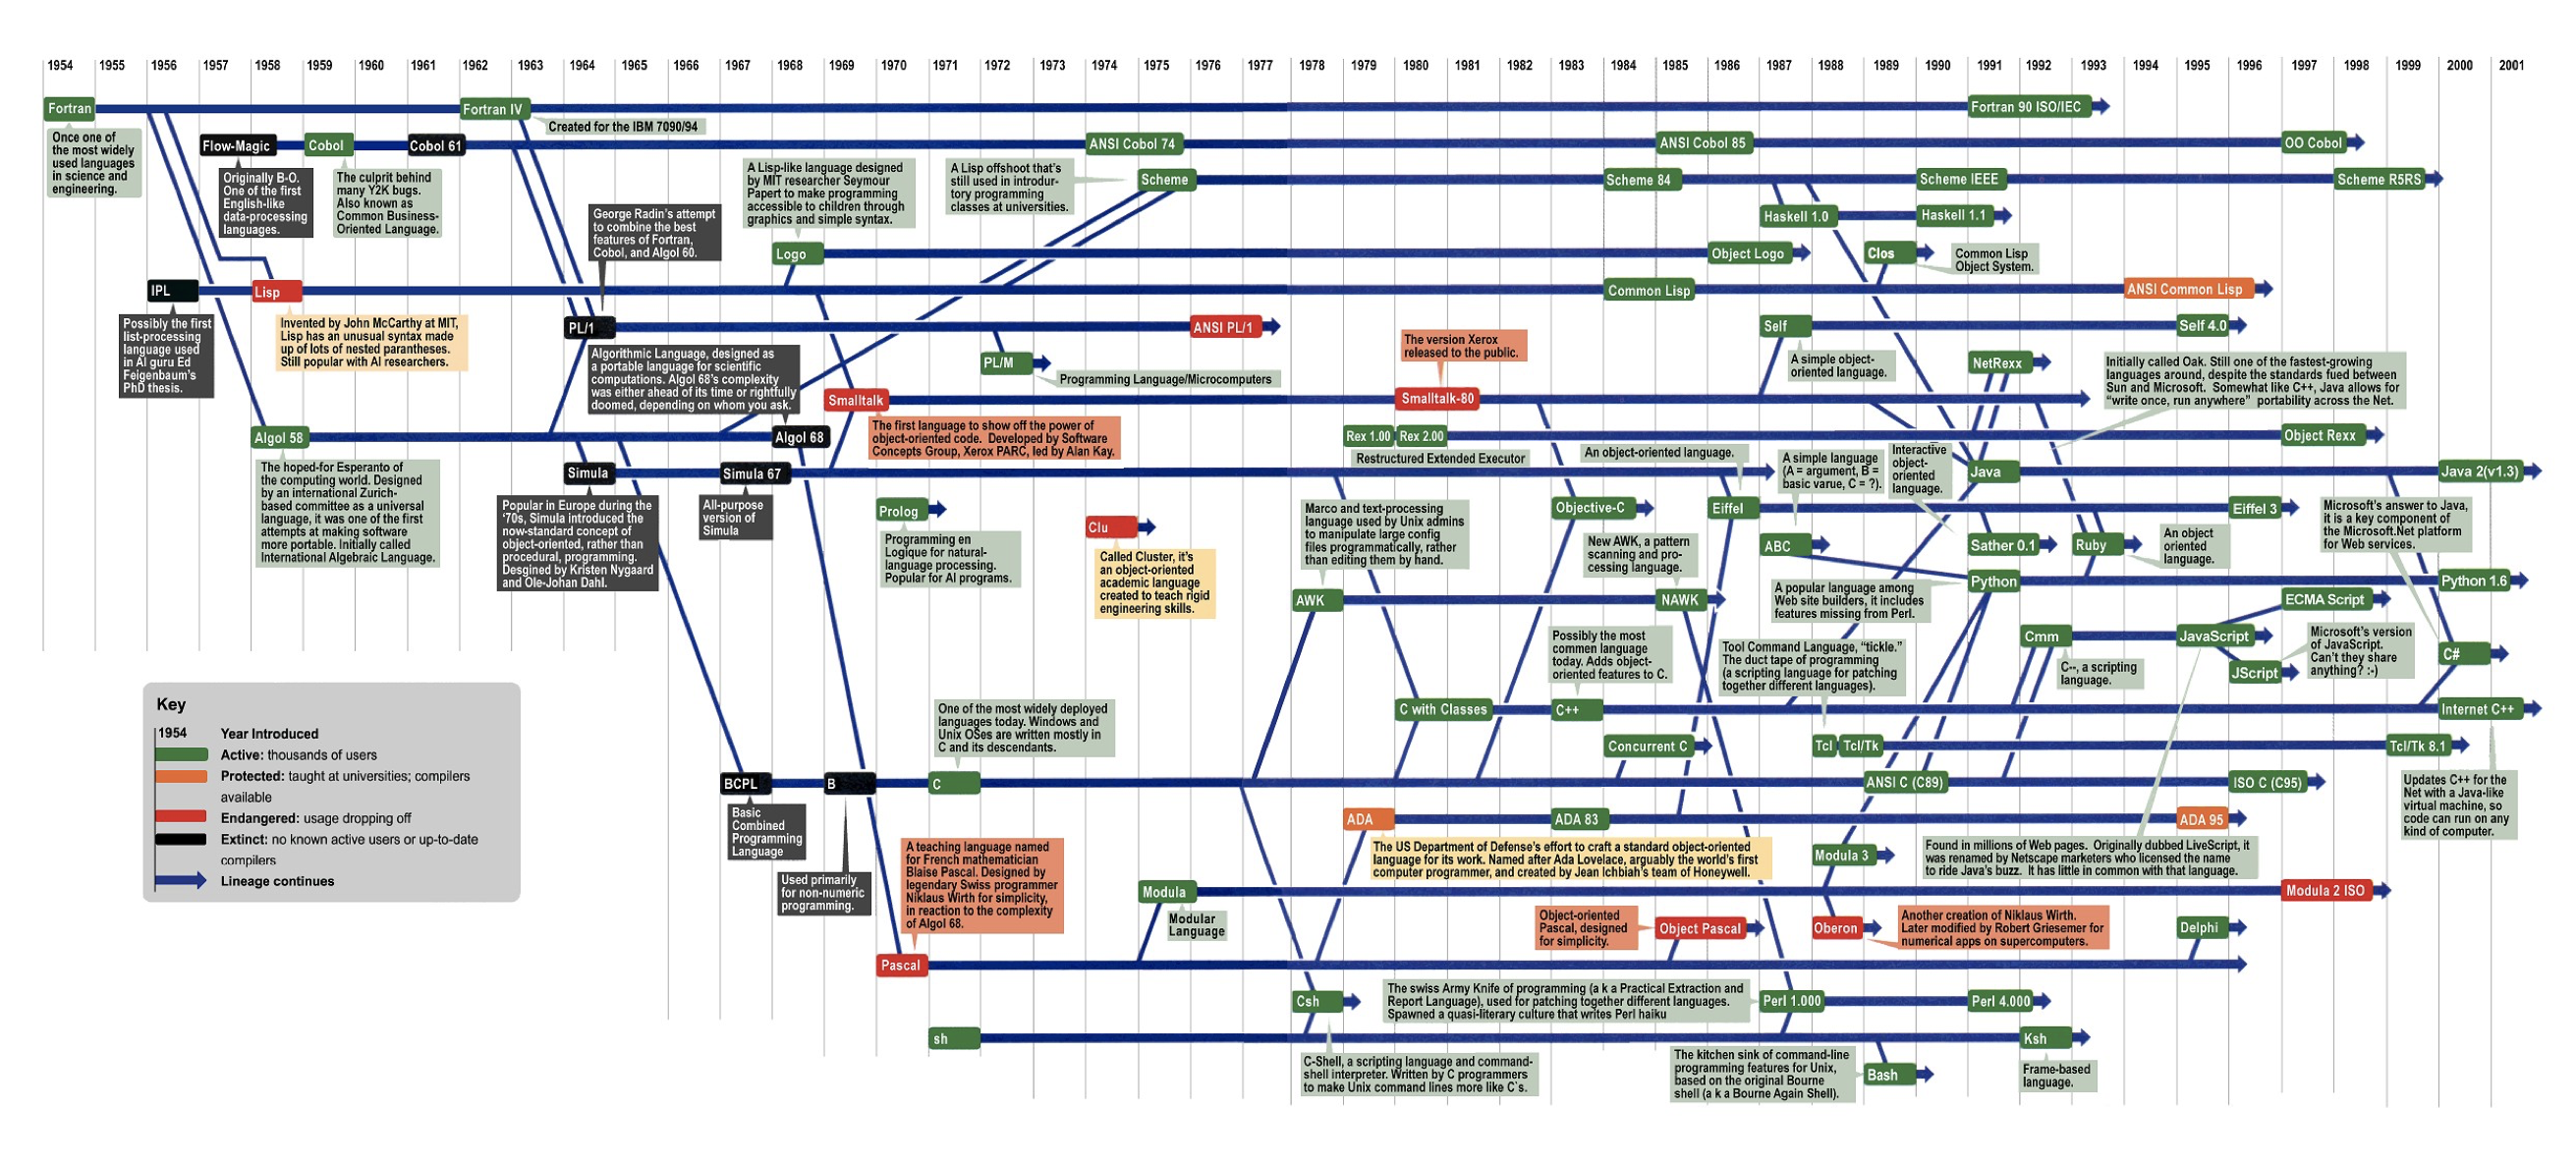 1954 1955 1956 1957 1958 1959 1960 1961 1962 1963 1964 1965 1966 1967 1968 1969 1970 1971 1972 1973 1974 1975 1976 1977 1978 1979 1980 1981 1982 1983 1984 1985 1986 1987 1988 1989 1990 1991 1992 1993 1994 1995 1996 1997 1998 1999 2000 2001
Fortran
Fortran IV
Fortran 90 ISO/IEC
Once one of
the most widely
used languages
in science and
engineering.
Created for the IBM 7090/94
Flow-Magic
Cobol
Cobol 61
ANSI Cobol 74
ANSI Cobol 85
OO Cobol
Originally B-O.
One of the first
English-like
data-processing
languages.
The culprit behind
many Y2K bugs.
Also known as
Common Business-
Oriented Language.
A Lisp-like language designed
by MIT researcher Seymour
Papert to make programming
accessible to children through
graphics and simple syntax.
A Lisp offshoot that's
still used in introdur-
tory programming
classes at universities.
Scheme
Scheme 84
Scheme IEEE
Scheme R5RS
George Radin's attempt
to combine the best
features of Fortran,
Cobol, and Algol 60.
Haskell 1.0
Haskell 1.1
Logo
Object Logo
Clos
Common Lisp
Object System.
IPL
Lisp
Common Lisp
ANSI Common Lisp
Possibly the first
list-processing
language used
in AI guru Ed
Feigenbaum's
PhD thesis.
Invented by John McCarthy at MIT,
Lisp has an unusual syntax made
up of lots of nested parantheses.
Still popular with AI researchers.
PL/1
ANSI PL/1
Self
Self 4.0
The version Xerox
released to the public.
A simple object-
oriented language.
Algorithmic Language, designed as
a portable language for scientific
computations. Algol 68's complexity
was either ahead of its time or rightfully
doomed, depending on whom you ask.
PL/M
Programming Language/Microcomputers
NetRexx
Initially called Oak. Still one of the fastest-growing
languages around, despite the standards fued between
Sun and Microsoft. Somewhat like C++, Java allows for
"write once, run anywhere" portability across the Net.
Smalltalk
Smalltalk-80
The first language to show off the power of
object-oriented code. Developed by Software
Concepts Group, Xerox PARC, led by Alan Kay.
Algol 58
Algol 68
Rex 1.00
Rex 2.00
Object Rexx
Restructured Extended Executor
The hoped-for Esperanto of
the computing world. Designed
by an international Zurich-
based committee as a universal
language, it was one of the first
attempts at making software
more portable. Initially called
International Algebraic Language.
An object-oriented language.
A simple language
(A = argument, B =
basic varue, C = ?).
Interactive
object-
oriented
language.
Simula
Simula 67
Java
Java 2(v1.3)
Popular in Europe during the
'70s, Simula introduced the
now-standard concept of
object-oriented, rather than
procedural, programming.
Desgined by Kristen Nygaard
and Ole-Johan Dahl.
All-purpose
version of
Simula
Prolog
Programming en
Logique for natural-
language processing.
Popular for AI programs.
Clu
Called Cluster, it's
an object-oriented
academic language
created to teach rigid
engineering skills.
Marco and text-processing
language used by Unix admins
to manipulate large config
files programmatically, rather
than editing them by hand.
Objective-C
Eiffel
Eiffel 3
Microsoft's answer to Java,
it is a key component of
the Microsoft.Net platform
for Web services.
New AWK, a pattern
scanning and pro-
cessing language.
ABC
Sather 0.1
Ruby
An object
oriented
language.
A popular language among
Web site builders, it includes
features missing from Perl.
Python
Python 1.6
AWK
NAWK
ECMA Script
Possibly the most
commen language
today. Adds object-
oriented features to C.
Tool Command Language, "tickle."
The duct tape of programming
(a scripting language for patching
together different languages).
Cmm
JavaScript
Microsoft's version
of JavaScript.
Can't they share
anything? :-)
C--, a scripting
language.
C#
JScript
Key
1954 Year Introduced
Active: thousands of users
Protected: taught at universities; compilers
available
Endangered: usage dropping off
Extinct: no known active users or up-to-date
compilers
Lineage continues
One of the most widely deployed
languages today. Windows and
Unix OSes are written mostly in
C and its descendants.
C with Classes
C++
Internet C++
Concurrent C
Tcl
Tcl/Tk
Tcl/Tk 8.1
BCPL
B
C
ANSI C (C89)
ISO C (C95)
Updates C++ for the
Net with a Java-like
virtual machine, so
code can run on any
kind of computer.
Basic
Combined
Programming
Language
ADA
ADA 83
ADA 95
The US Department of Defense's effort to craft a standard object-oriented
language for its work. Named after Ada Lovelace, arguably the world's first
computer programmer, and created by Jean Ichbiah's team of Honeywell.
Found in millions of Web pages. Originally dubbed LiveScript, it
was renamed by Netscape marketers who licensed the name
to ride Java's buzz. It has little in common with that language.
A teaching language named
for French mathematician
Blaise Pascal. Designed by
legendary Swiss programmer
Niklaus Wirth for simplicity,
in reaction to the complexity
of Algol 68.
Used primarily
for non-numeric
programming.
Modula 3
Modula
Modula 2 ISO
Modular
Language
Object-oriented
Pascal, designed
for simplicity.
Object Pascal
Oberon
Another creation of Niklaus Wirth.
Later modified by Robert Griesemer for
numerical apps on supercomputers.
Delphi
Pascal
Csh
The swiss Army Knife of programming (a k a Practical Extraction and
Report Language), used for patching together different languages.
Spawned a quasi-literary culture that writes Perl haiku
Perl 1.000
Perl 4.000
sh
Ksh
C-Shell, a scripting language and command-
shell interpreter. Written by C programmers
to make Unix command lines more like C`s.
The kitchen sink of command-line
programming features for Unix,
based on the original Bourne
shell (a k a Bourne Again Shell).
Bash
Frame-based
language.